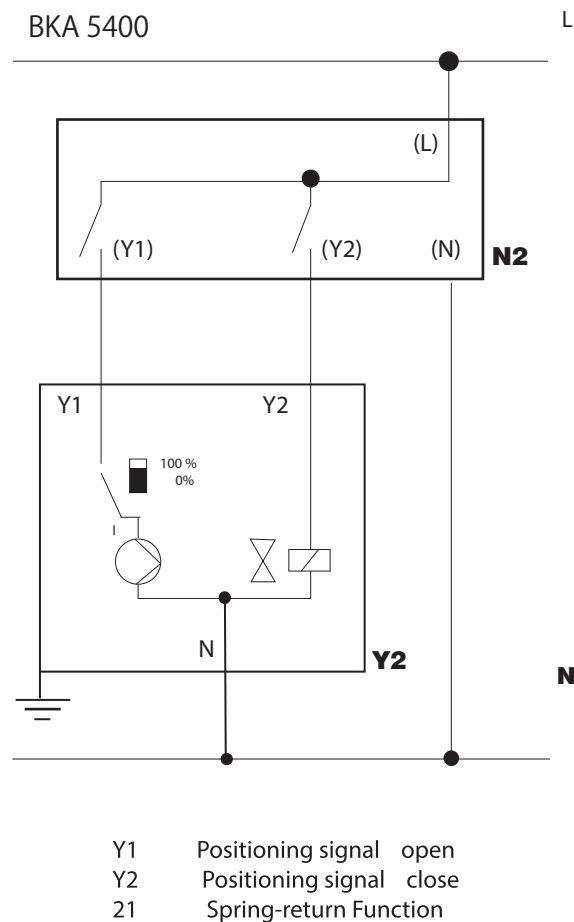 BKA 5400
L
(L)
(Y1) (Y2) (N) N2
Y1 Y2
100 %
0%
I
N
Y2
N
Y1 Positioning signal open
Y2 Positioning signal close
21 Spring-return Function